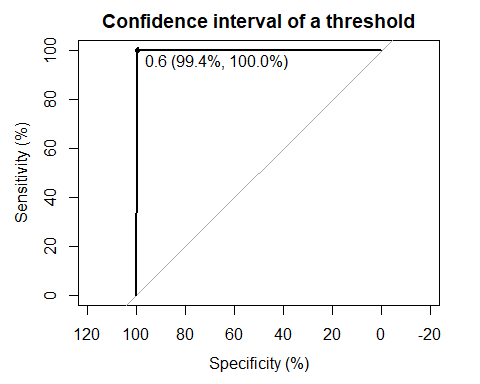 Confidence interval of a threshold
0.6 (99.4%, 100.0%)
Sensitivity (%)
100
80
60
40
20
0
120 100 80 60 40 20 0 -20
Specificity (%)